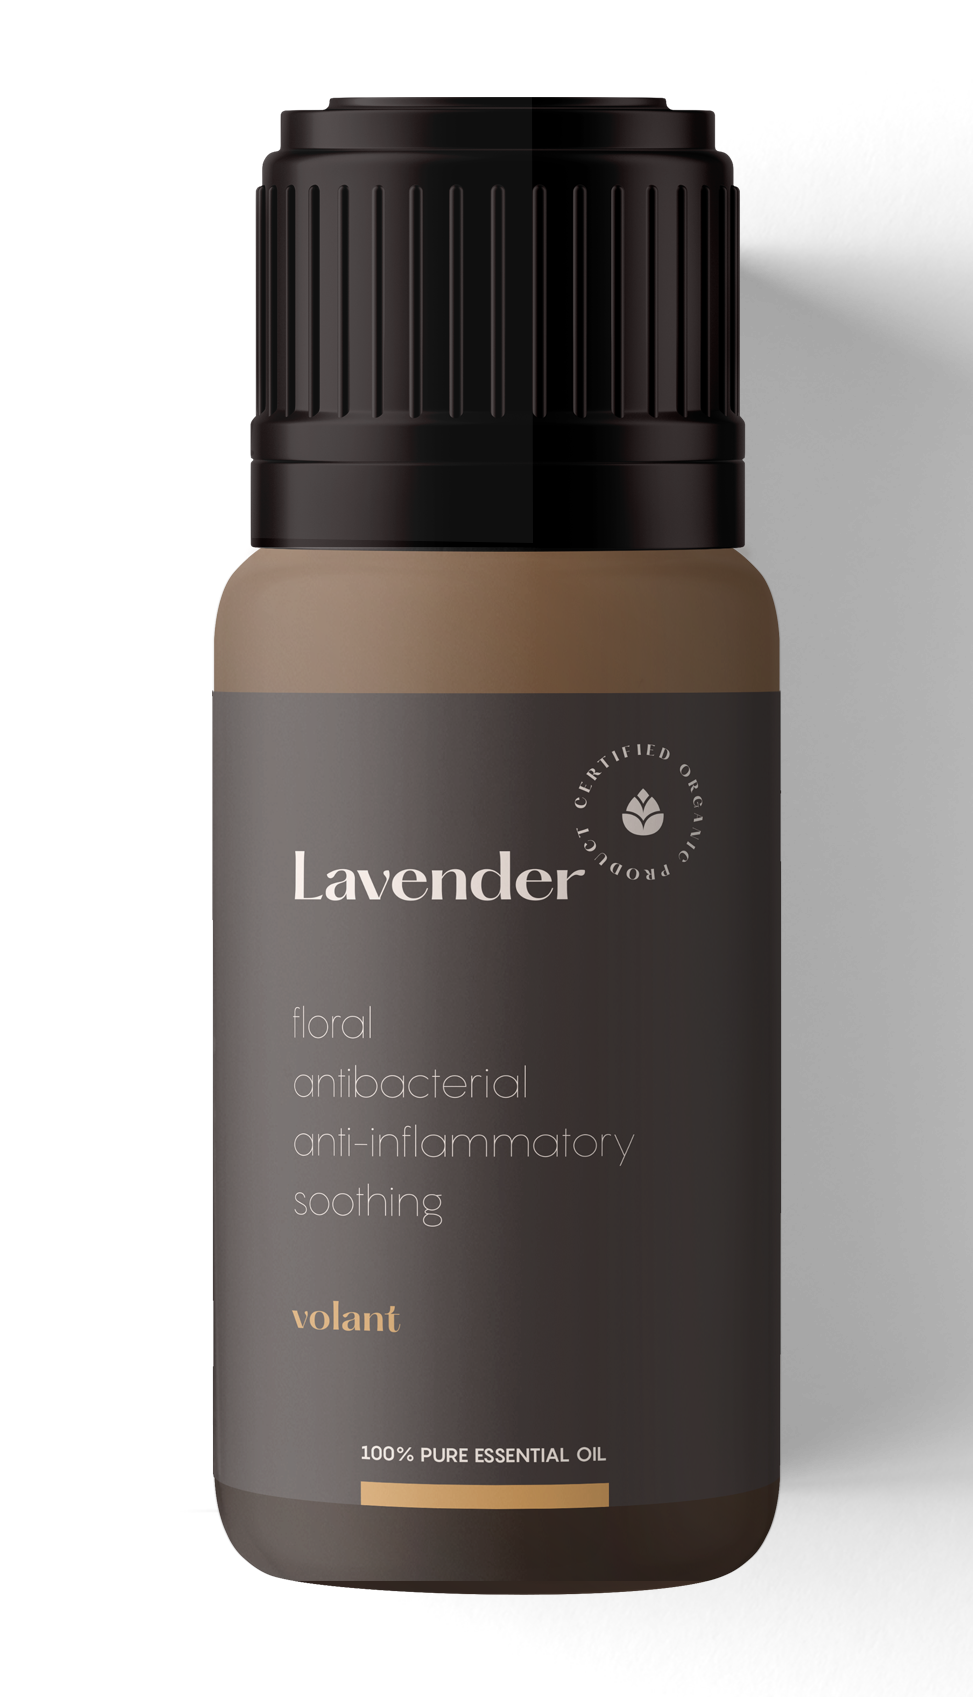 CERTIFIED ORGANIC PRODUCT
Lavender
floral
antibacterial
anti-inflammatory
soothing
volant
100% PURE ESSENTIAL OIL